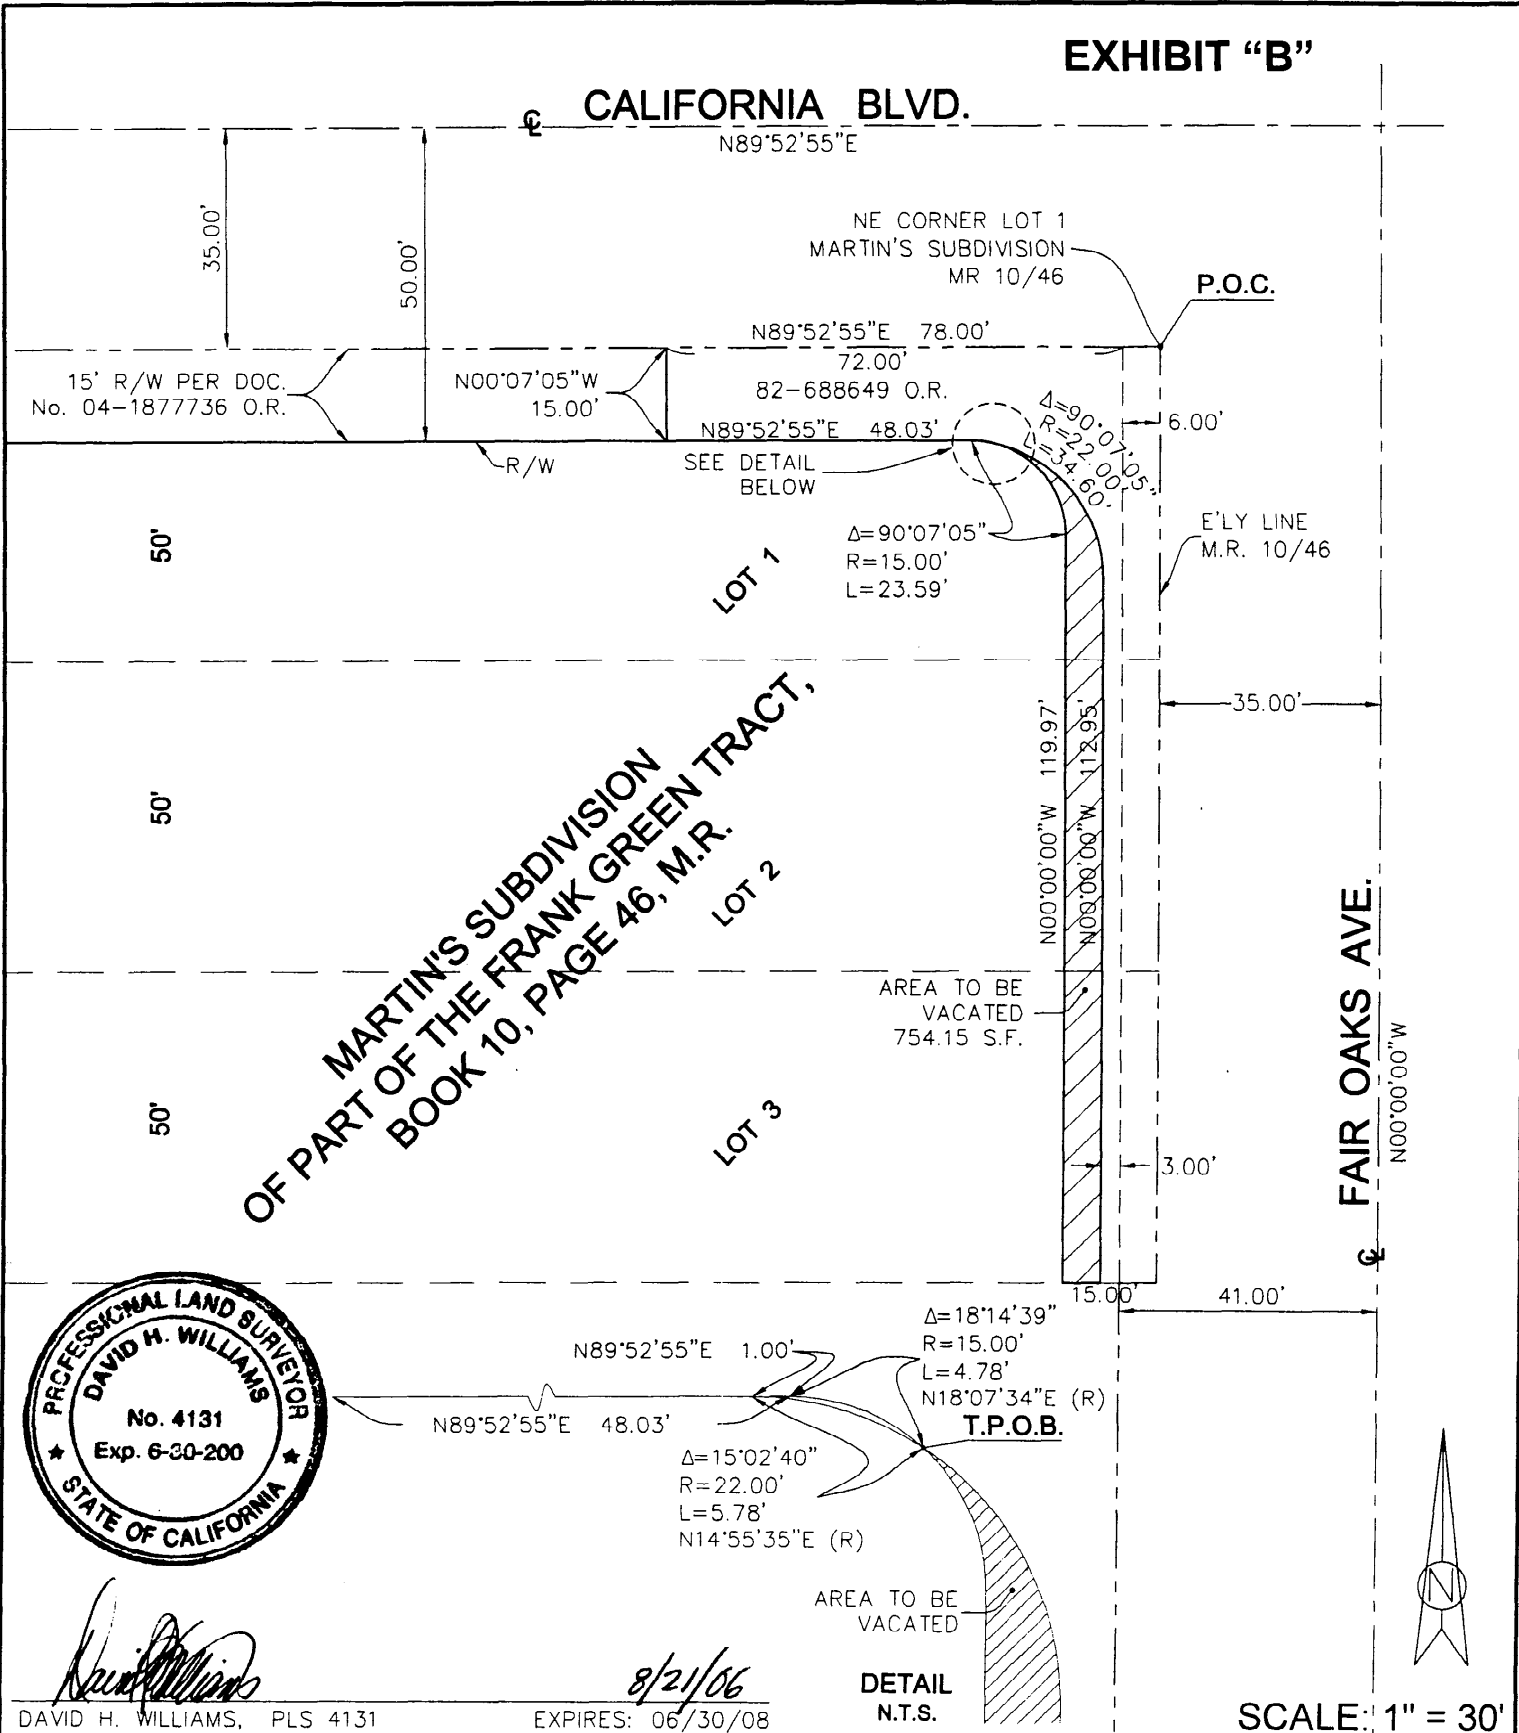 EXHIBIT “B”
CALIFORNIA BLVD.
N89°52'55"E
35.00'
50.00'
NE CORNER LOT 1
MARTIN'S SUBDIVISION
MR 10/46
P.O.C.
N89°52'55"E 78.00'
72.00'
82-688649 O.R.
15' R/W PER DOC.
No. 04-1877736 O.R.
N00°07'05"W
15.00'
Δ=90°07'05"
R=22.00'
L=34.60'
6.00'
N89°52'55"E 48.03'
R/W
SEE DETAIL
BELOW
Δ=90°07'05"
R=15.00'
L=23.59'
E'LY LINE
M.R. 10/46
50'
LOT 1
35.00'
N00°00'00"W 119.97'
N00°00'00"W 112.95'
50'
MARTIN'S SUBDIVISION
OF PART OF THE FRANK GREEN TRACT,
BOOK 10, PAGE 46, M.R.
LOT 2
AREA TO BE
VACATED
754.15 S.F.
FAIR OAKS AVE.
N00°00'00"W
50'
LOT 3
3.00'
15.00'
41.00'
PROFESSIONAL LAND SURVEYOR
DAVID H. WILLIAMS
No. 4131
Exp. 6-30-200
STATE OF CALIFORNIA
N89°52'55"E 1.00'
Δ=18°14'39"
R=15.00'
L=4.78'
N18°07'34"E (R)
T.P.O.B.
N89°52'55"E 48.03'
Δ=15°02'40"
R=22.00'
L=5.78'
N14°55'35"E (R)
AREA TO BE
VACATED
N
DETAIL
N.T.S.
8/21/06
DAVID H. WILLIAMS, PLS 4131
EXPIRES: 06/30/08
SCALE: 1" = 30'